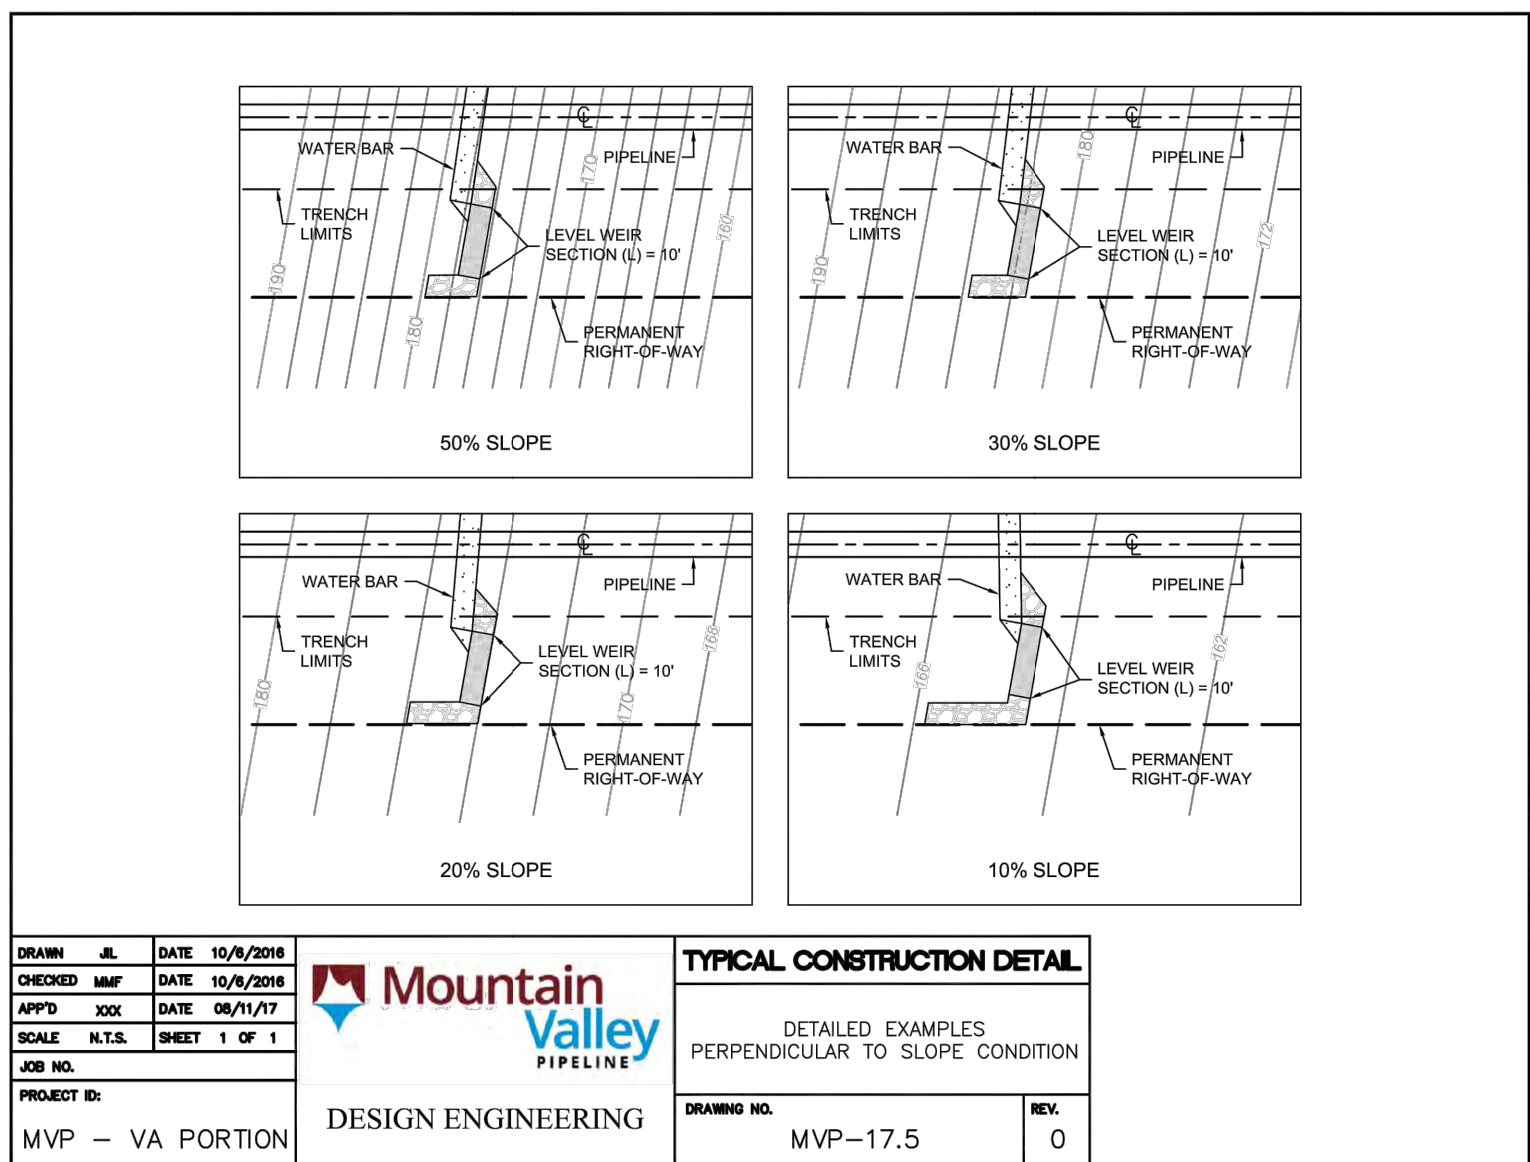 ℄
WATER BAR
PIPELINE
170
TRENCH
LIMITS
160
LEVEL WEIR
SECTION (L) = 10'
190
180
PERMANENT
RIGHT-OF-WAY
50% SLOPE
℄
WATER BAR
180
PIPELINE
TRENCH
LIMITS
172
LEVEL WEIR
SECTION (L) = 10'
190
PERMANENT
RIGHT-OF-WAY
30% SLOPE
℄
WATER BAR
PIPELINE
TRENCH
LIMITS
168
LEVEL WEIR
SECTION (L) = 10'
180
170
PERMANENT
RIGHT-OF-WAY
20% SLOPE
℄
WATER BAR
PIPELINE
TRENCH
LIMITS
162
166
LEVEL WEIR
SECTION (L) = 10'
PERMANENT
RIGHT-OF-WAY
10% SLOPE
DRAWN JIL DATE 10/6/2016
CHECKED MMF DATE 10/6/2016
APP'D XXX DATE 08/11/17
SCALE N.T.S. SHEET 1 OF 1
JOB NO.
PROJECT ID:
MVP – VA PORTION
Mountain
Valley
PIPELINE
DESIGN ENGINEERING
TYPICAL CONSTRUCTION DETAIL
DETAILED EXAMPLES
PERPENDICULAR TO SLOPE CONDITION
DRAWING NO.
MVP–17.5
REV.
0